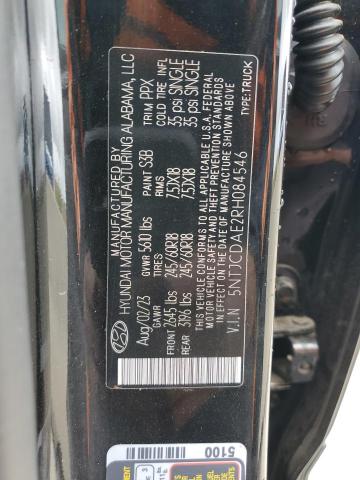 MANUFACTURED BY
HYUNDAI MOTOR MANUFACTURING ALABAMA, LLC
Aug/02/23 GVWR 5610 lbs PAINT S3B TRIM PPX
GAWR COLD TIRE INFL
FRONT 2645 lbs 245/60R18 7.5JX18 35 psi SINGLE
REAR 3196 lbs 245/60R18 7.5JX18 35 psi SINGLE
THIS VEHICLE CONFORMS TO ALL APPLICABLE U.S.A. FEDERAL
MOTOR VEHICLE SAFETY, BUMPER, AND THEFT PREVENTION STANDARDS
IN EFFECT ON THE DATE OF MANUFACTURE SHOWN ABOVE
V.I.N 5NTJCDAE2RH084546 TYPE:TRUCK
5100